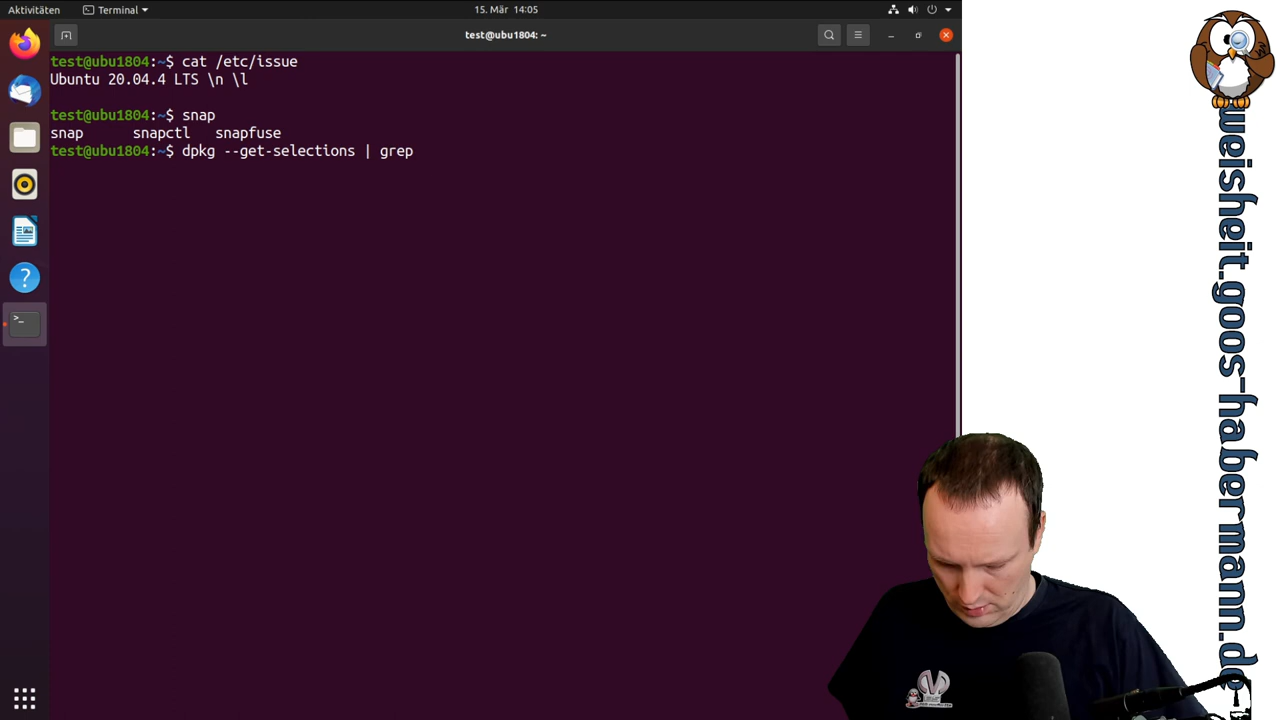 Aktivitäten
Terminal
15. Mär 14:05
test@ubu1804: ~
test@ubu1804:~$ cat /etc/issue
Ubuntu 20.04.4 LTS \n \l
test@ubu1804:~$ snap
snap snapctl snapfuse
test@ubu1804:~$ dpkg --get-selections | grep
weisheit.goos-habermann.de